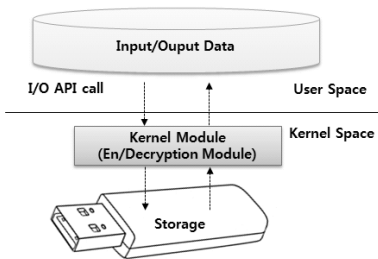 Input/Ouput Data
I/O API call
User Space
Kernel Module
(En/Decryption Module)
Kernel Space
Storage